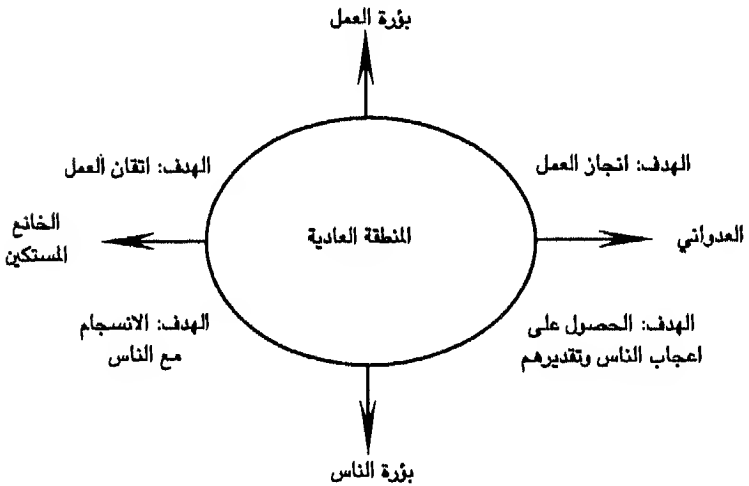 بؤرة العمل
الهدف: انجاز العمل
الهدف: اتقان العمل
العدواني
المنطقة العادية
الخانع
المستكين
الهدف: الحصول على
اعجاب الناس وتقديرهم
الهدف: الانسجام
مع الناس
بؤرة الناس